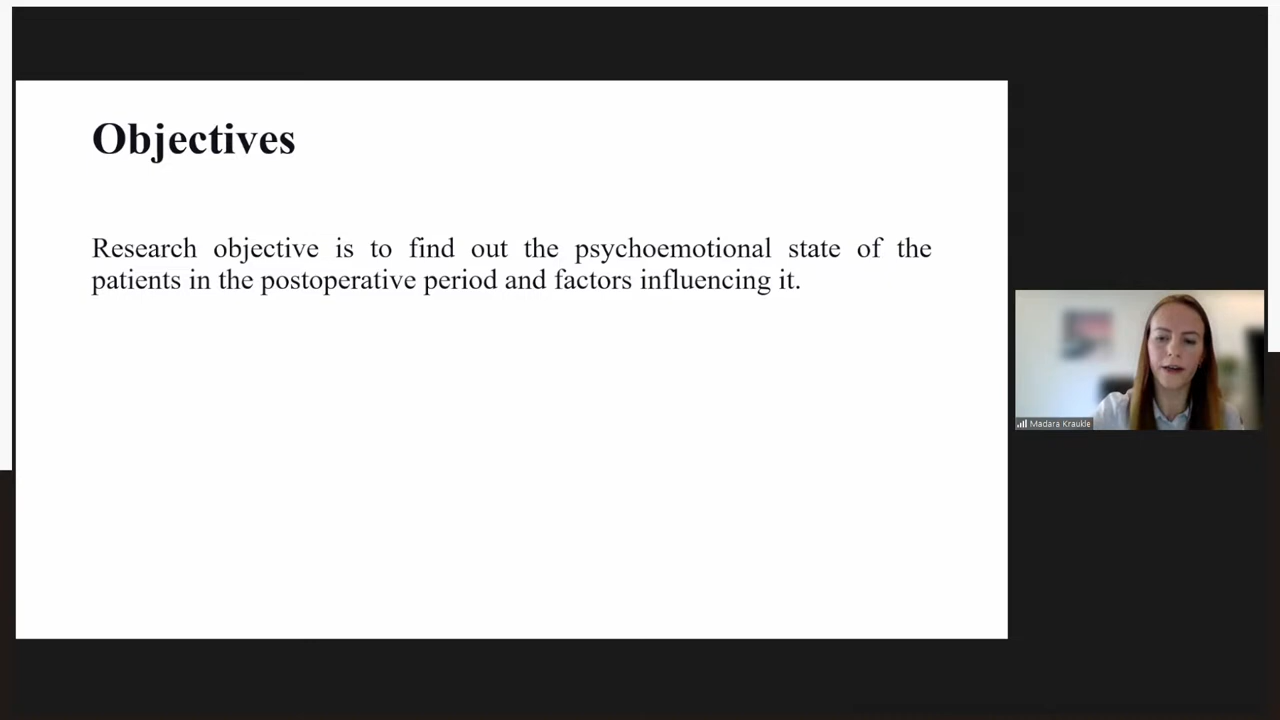 Objectives
Research objective is to find out the psychoemotional state of the
patients in the postoperative period and factors influencing it.
Madara Kraukle